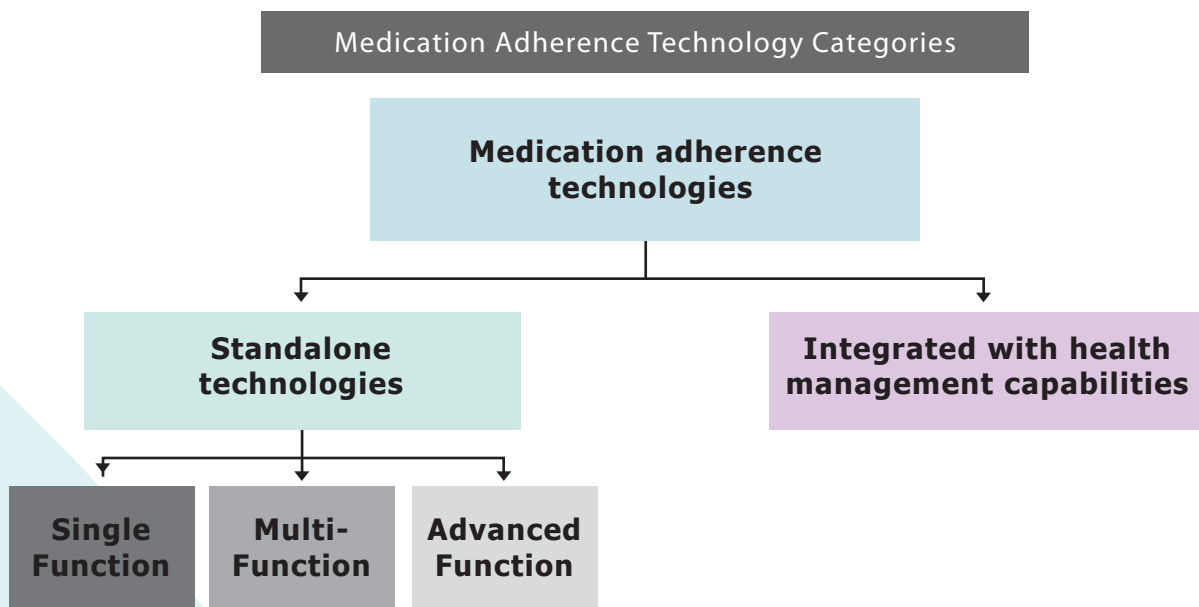 Medication Adherence Technology Categories
Medication adherence
technologies
Standalone
technologies
Integrated with health
management capabilities
Single
Function
Multi-
Function
Advanced
Function